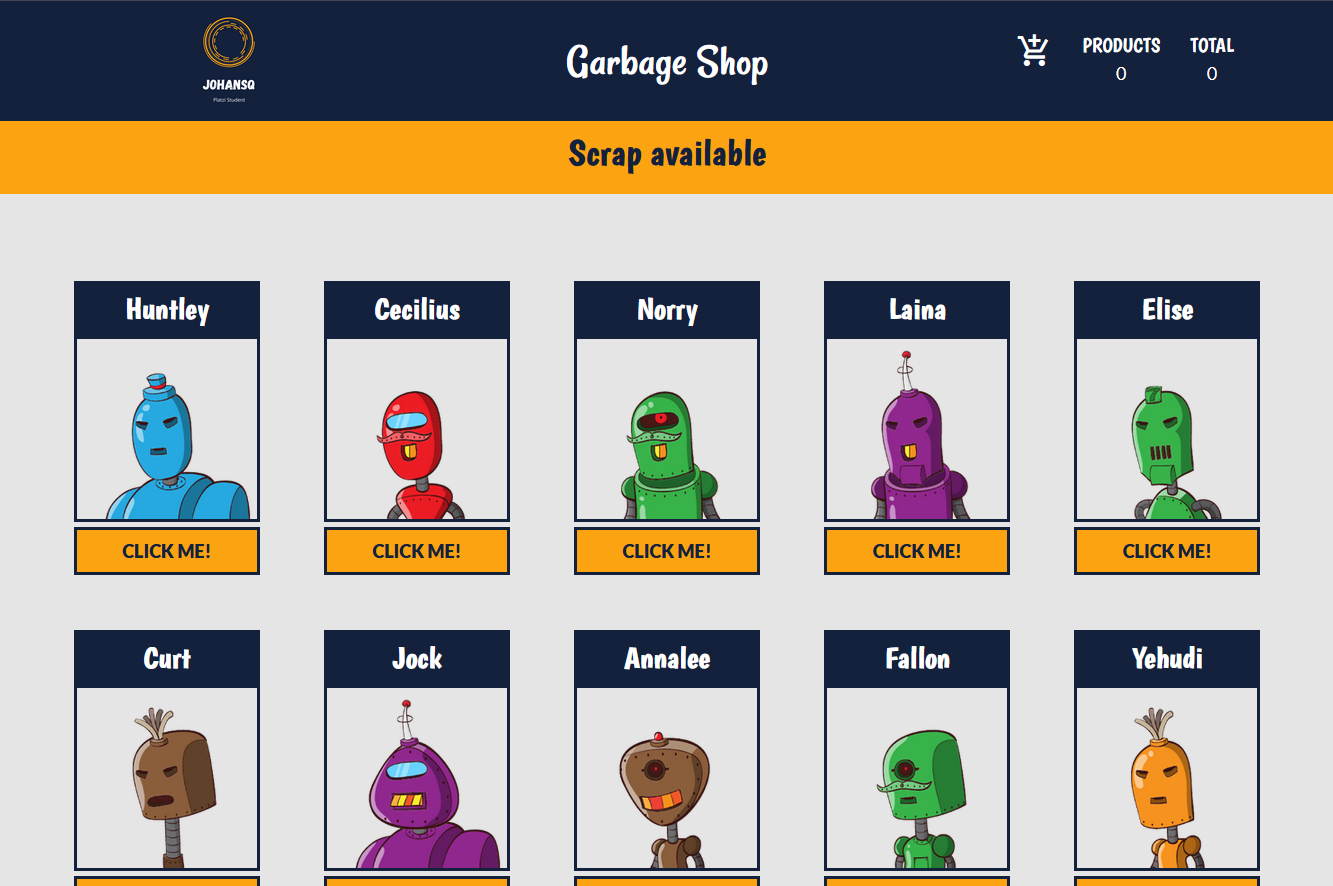 JOHANSQ
Platzi Student
Garbage Shop
PRODUCTS TOTAL
0 0
Scrap available
Huntley Cecilius Norry Laina Elise
7
CLICK ME! CLICK ME! CLICK ME! CLICK ME! CLICK ME!
Curt Jock Annalee Fallon Yehudi